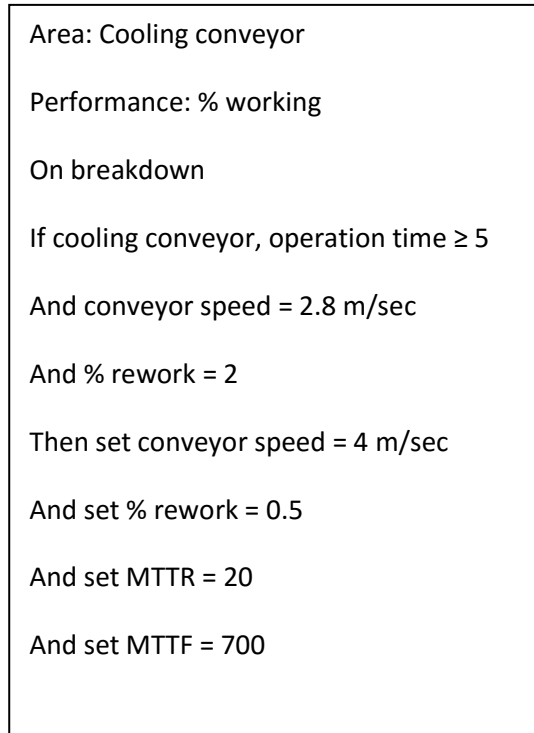 Area: Cooling conveyor
Performance: % working
On breakdown
If cooling conveyor, operation time ≥ 5
And conveyor speed = 2.8 m/sec
And % rework = 2
Then set conveyor speed = 4 m/sec
And set % rework = 0.5
And set MTTR = 20
And set MTTF = 700